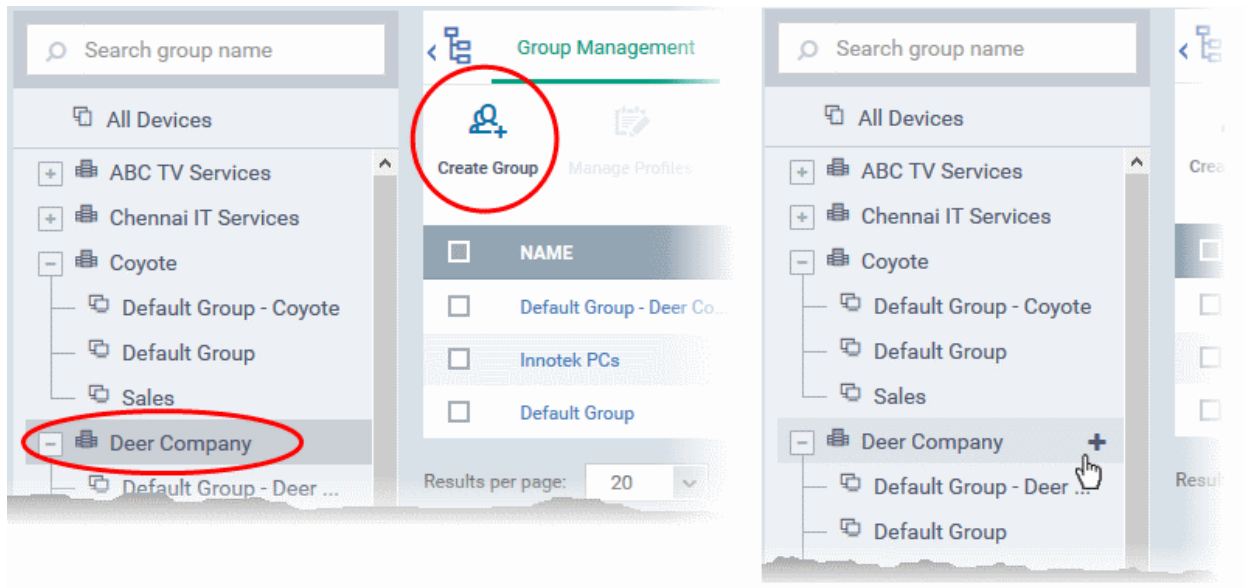 Search group name
All Devices
ABC TV Services
Chennai IT Services
Coyote
Default Group - Coyote
Default Group
Sales
Deer Company
Default Group - Deer ...
Group Management
Create Group
Manage Profiles
NAME
Default Group - Deer Co...
Innotek PCs
Default Group
Results per page: 20
Search group name
All Devices
ABC TV Services
Chennai IT Services
Coyote
Default Group - Coyote
Default Group
Sales
Deer Company
Default Group - Deer ...
Default Group
Crea
Resul